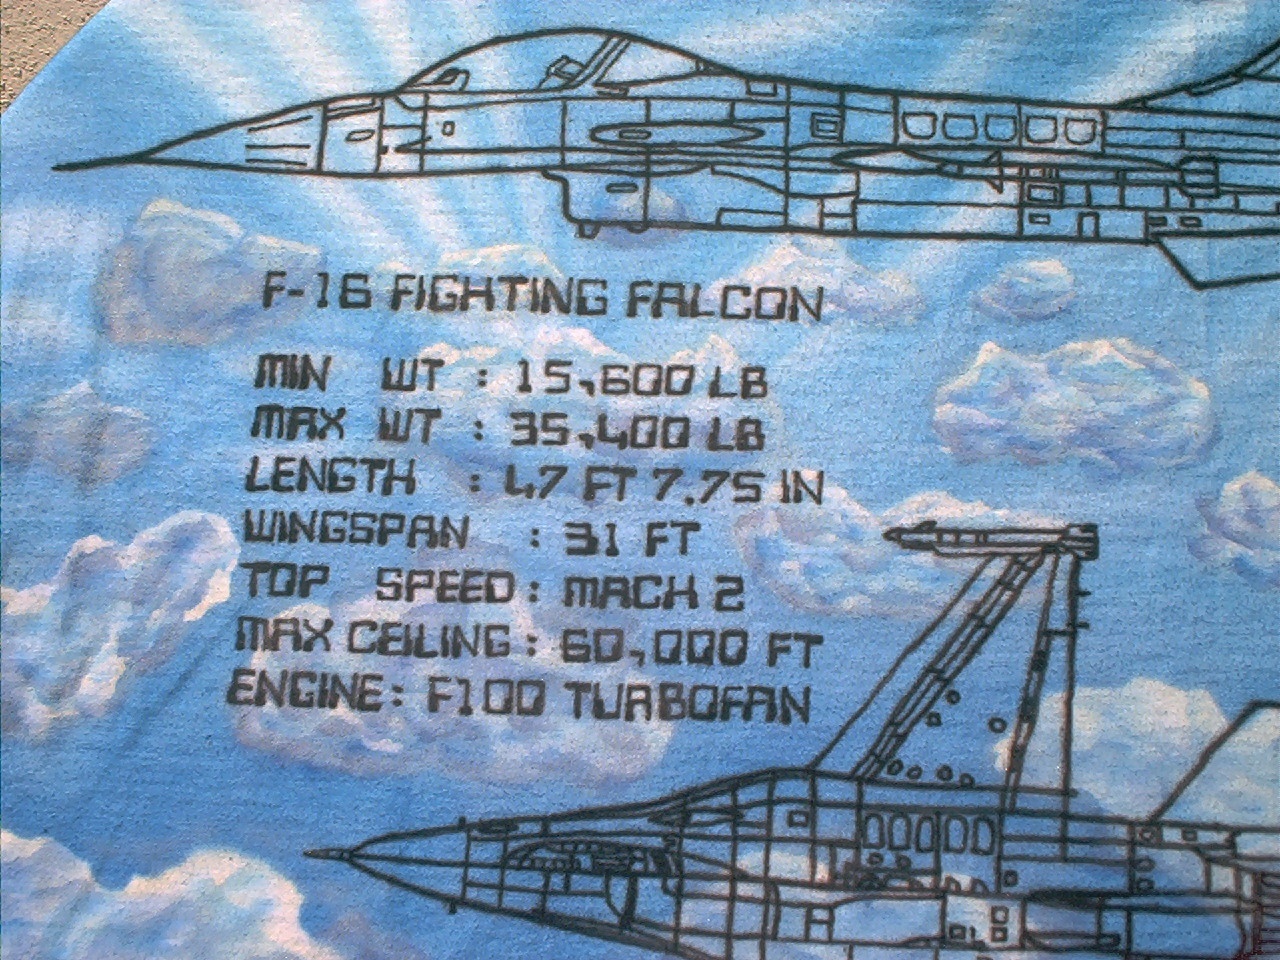 F-16 FIGHTING FALCON
MIN WT : 15,600 LB
MAX WT : 35,400 LB
LENGTH : 47 FT 7.75 IN
WINGSPAN : 31 FT
TOP SPEED : MACH 2
MAX CEILING : 60,000 FT
ENGINE : F100 TURBOFAN